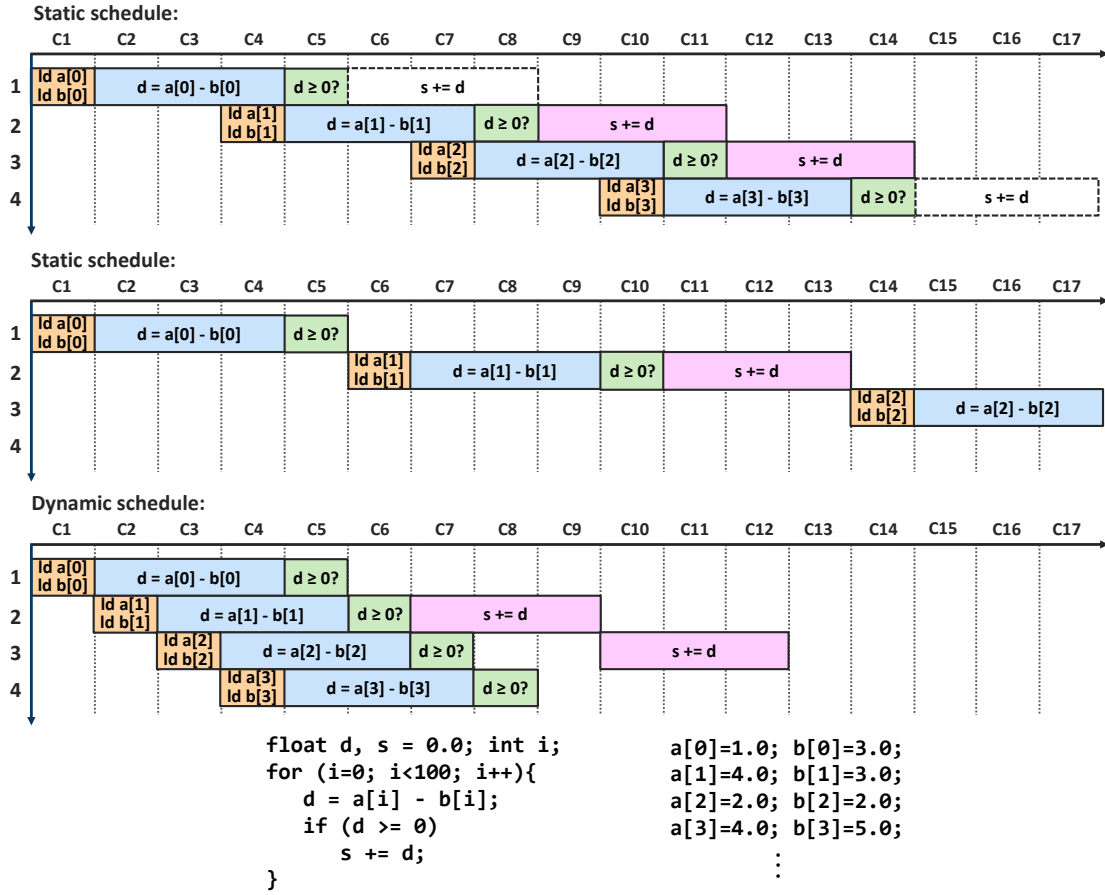 Static schedule:
C1 C2 C3 C4 C5 C6 C7 C8 C9 C10 C11 C12 C13 C14 C15 C16 C17
1 ld a[0] d = a[0] - b[0] d ≥ 0? s += d
ld b[0]
2 ld a[1] d = a[1] - b[1] d ≥ 0? s += d
ld b[1]
3 ld a[2] d = a[2] - b[2] d ≥ 0? s += d
ld b[2]
4 ld a[3] d = a[3] - b[3] d ≥ 0? s += d
ld b[3]
Static schedule:
C1 C2 C3 C4 C5 C6 C7 C8 C9 C10 C11 C12 C13 C14 C15 C16 C17
1 ld a[0] d = a[0] - b[0] d ≥ 0?
ld b[0]
2 ld a[1] d = a[1] - b[1] d ≥ 0? s += d
ld b[1]
3 ld a[2] d = a[2] - b[2]
ld b[2]
4
Dynamic schedule:
C1 C2 C3 C4 C5 C6 C7 C8 C9 C10 C11 C12 C13 C14 C15 C16 C17
1 ld a[0] d = a[0] - b[0] d ≥ 0?
ld b[0]
2 ld a[1] d = a[1] - b[1] d ≥ 0? s += d
ld b[1]
3 ld a[2] d = a[2] - b[2] d ≥ 0? s += d
ld b[2]
4 ld a[3] d = a[3] - b[3] d ≥ 0?
ld b[3]
float d, s = 0.0; int i;
for (i=0; i<100; i++){
d = a[i] - b[i];
if (d >= 0)
s += d;
}
a[0]=1.0; b[0]=3.0;
a[1]=4.0; b[1]=3.0;
a[2]=2.0; b[2]=2.0;
a[3]=4.0; b[3]=5.0;
⋮